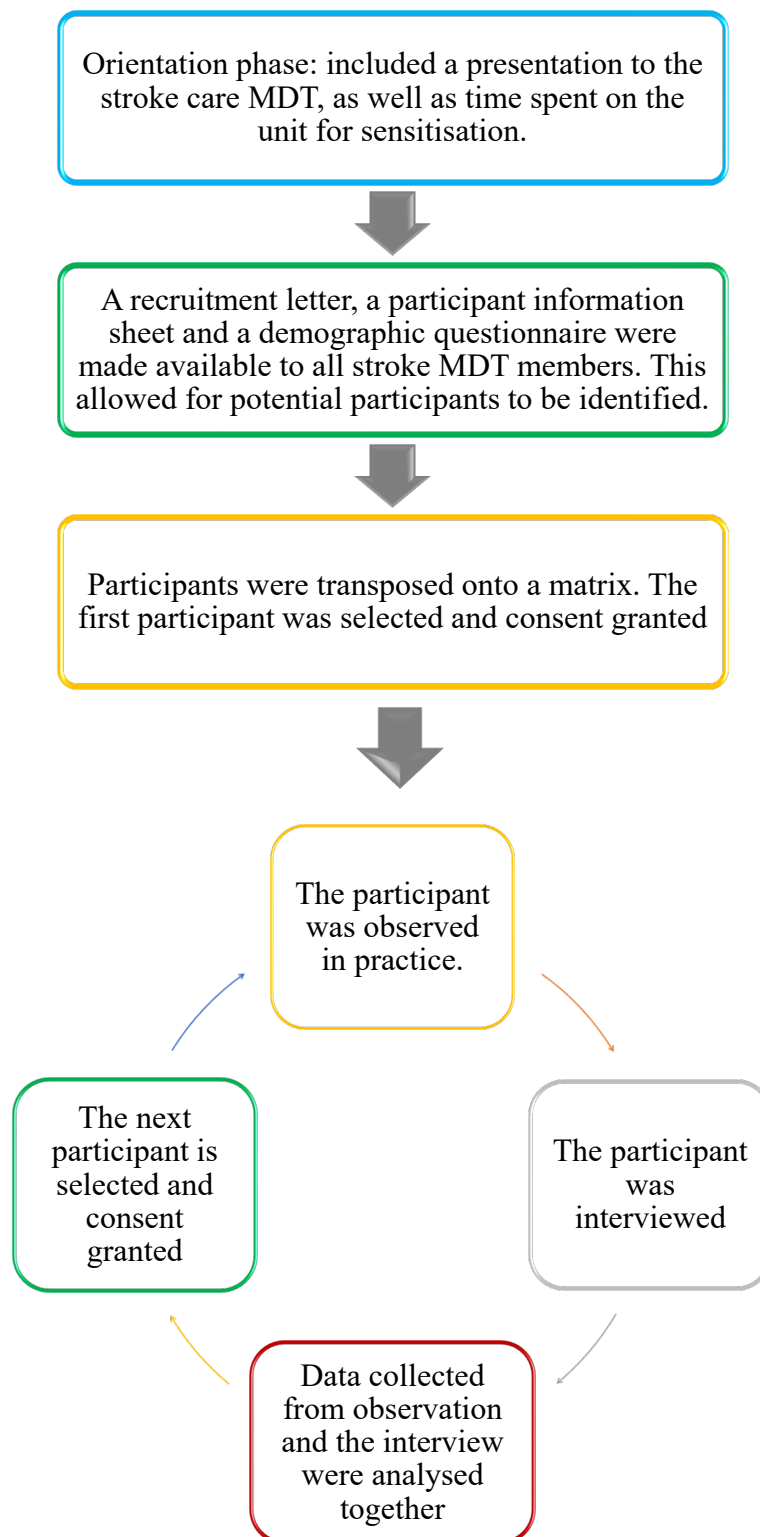 Orientation phase: included a presentation to the
stroke care MDT, as well as time spent on the
unit for sensitisation.
A recruitment letter, a participant information
sheet and a demographic questionnaire were
made available to all stroke MDT members. This
allowed for potential participants to be identified.
Participants were transposed onto a matrix. The
first participant was selected and consent granted
The participant
was observed
in practice.
The participant
was
interviewed
Data collected
from observation
and the interview
were analysed
together
The next
participant is
selected and
consent
granted